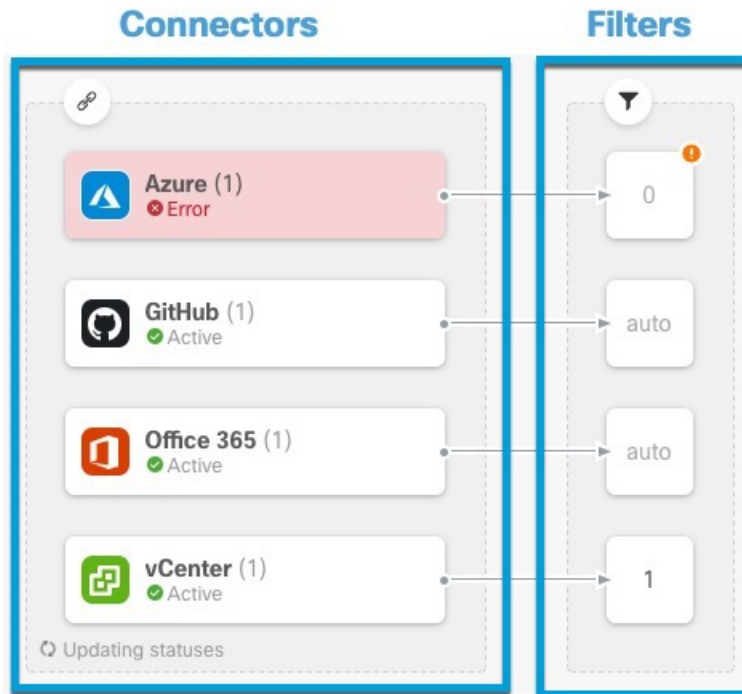 Connectors
Filters
Azure (1)
Error
0
GitHub (1)
Active
auto
Office 365 (1)
Active
auto
vCenter (1)
Active
1
Updating statuses